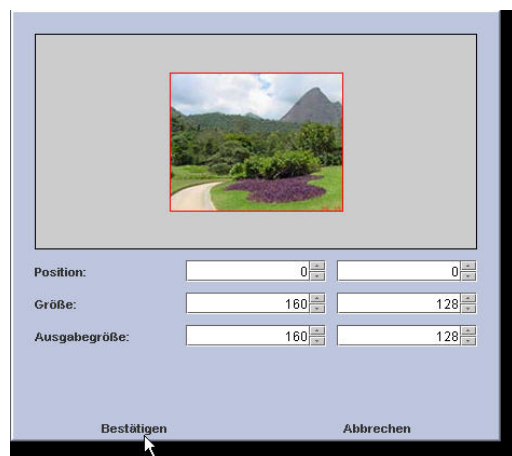 Position: 0 0
Größe: 160 128
Ausgabegröße: 160 128
Bestätigen Abbrechen